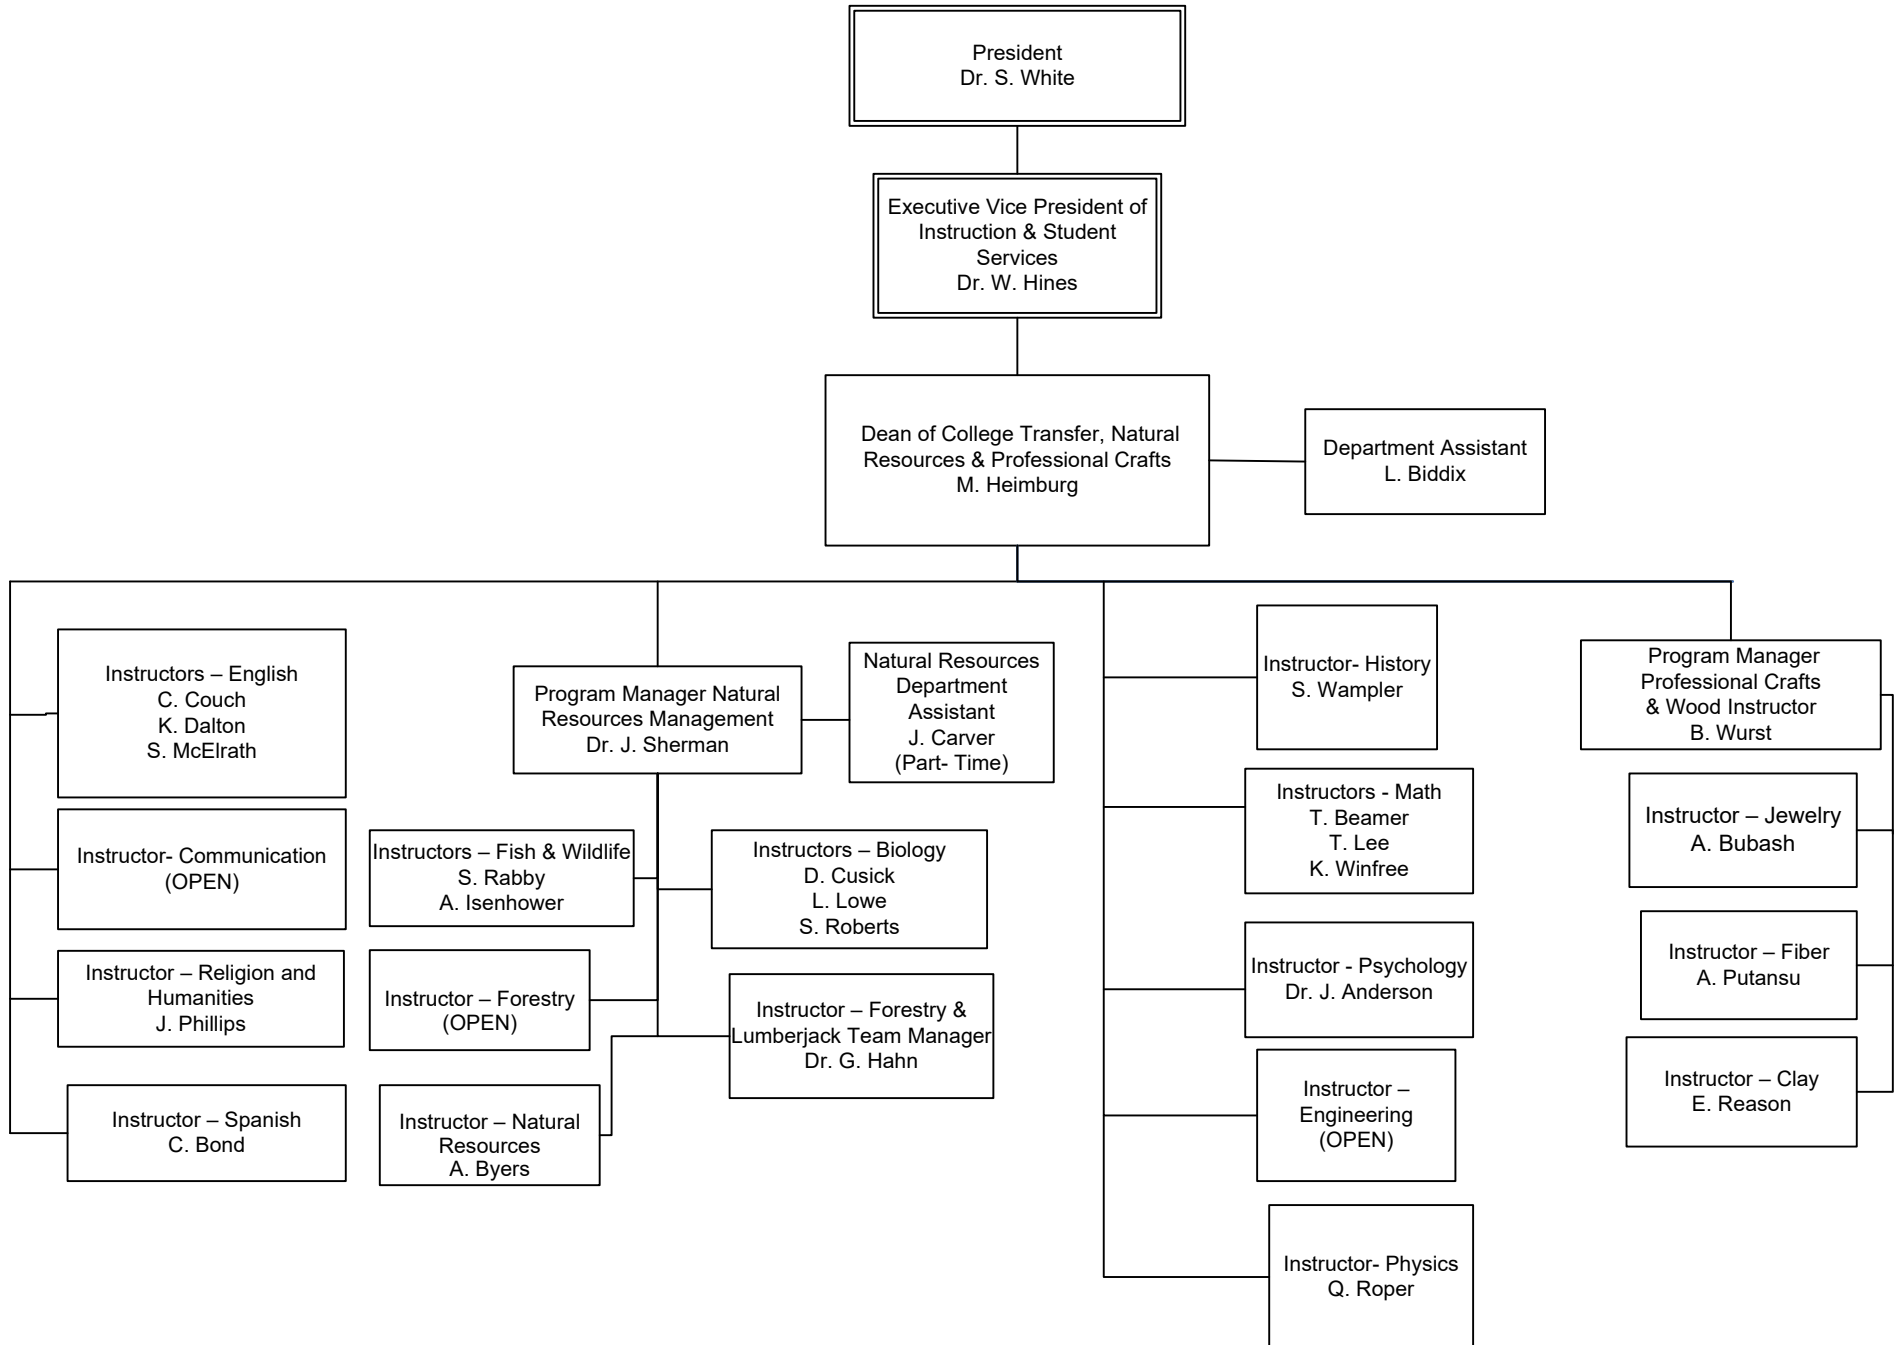 President
Dr. S. White
Executive Vice President of
Instruction & Student
Services
Dr. W. Hines
Dean of College Transfer, Natural
Resources & Professional Crafts
M. Heimburg
Department Assistant
L. Biddix
Instructors – English
C. Couch
K. Dalton
S. McElrath
Instructor- Communication
(OPEN)
Instructor – Religion and
Humanities
J. Phillips
Instructor – Spanish
C. Bond
Program Manager Natural
Resources Management
Dr. J. Sherman
Natural Resources
Department
Assistant
J. Carver
(Part- Time)
Instructors – Fish & Wildlife
S. Rabby
A. Isenhower
Instructor – Forestry
(OPEN)
Instructor – Natural
Resources
A. Byers
Instructors – Biology
D. Cusick
L. Lowe
S. Roberts
Instructor – Forestry &
Lumberjack Team Manager
Dr. G. Hahn
Instructor- History
S. Wampler
Instructors - Math
T. Beamer
T. Lee
K. Winfree
Instructor - Psychology
Dr. J. Anderson
Instructor –
Engineering
(OPEN)
Instructor- Physics
Q. Roper
Program Manager
Professional Crafts
& Wood Instructor
B. Wurst
Instructor – Jewelry
A. Bubash
Instructor – Fiber
A. Putansu
Instructor – Clay
E. Reason